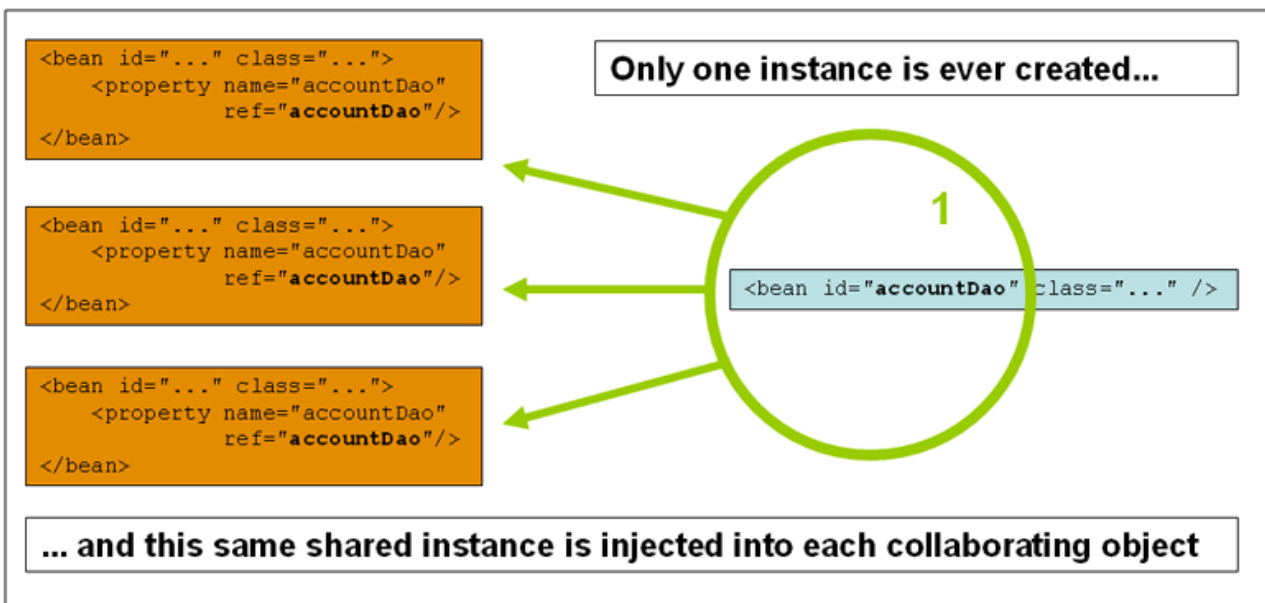 <bean id="..." class="...">
<property name="accountDao"
ref="accountDao"/>
</bean>
Only one instance is ever created...
1
<bean id="..." class="...">
<property name="accountDao
ref="accountDao"/>
</bean>
<bean id="accountDao" class="..." />
<bean id="..." class="...">
<property name="accountDao"
ref="accountDao"/>
</bean>
... and this same shared instance is injected into each collaborating object